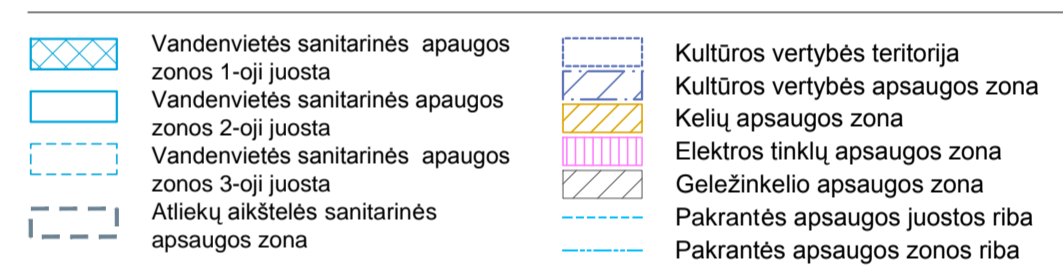 Vandenvietės sanitarinės apaugos
zonos 1-oji juosta
Vandenvietės sanitarinės apaugos
zonos 2-oji juosta
Vandenvietės sanitarinės apaugos
zonos 3-oji juosta
Atliekų aikštelės sanitarinės
apsaugos zona
Kultūros vertybės teritorija
Kultūros vertybės apsaugos zona
Kelių apsaugos zona
Elektros tinklų apsaugos zona
Geležinkelio apsaugos zona
Pakrantės apsaugos juostos riba
Pakrantės apsaugos zonos riba